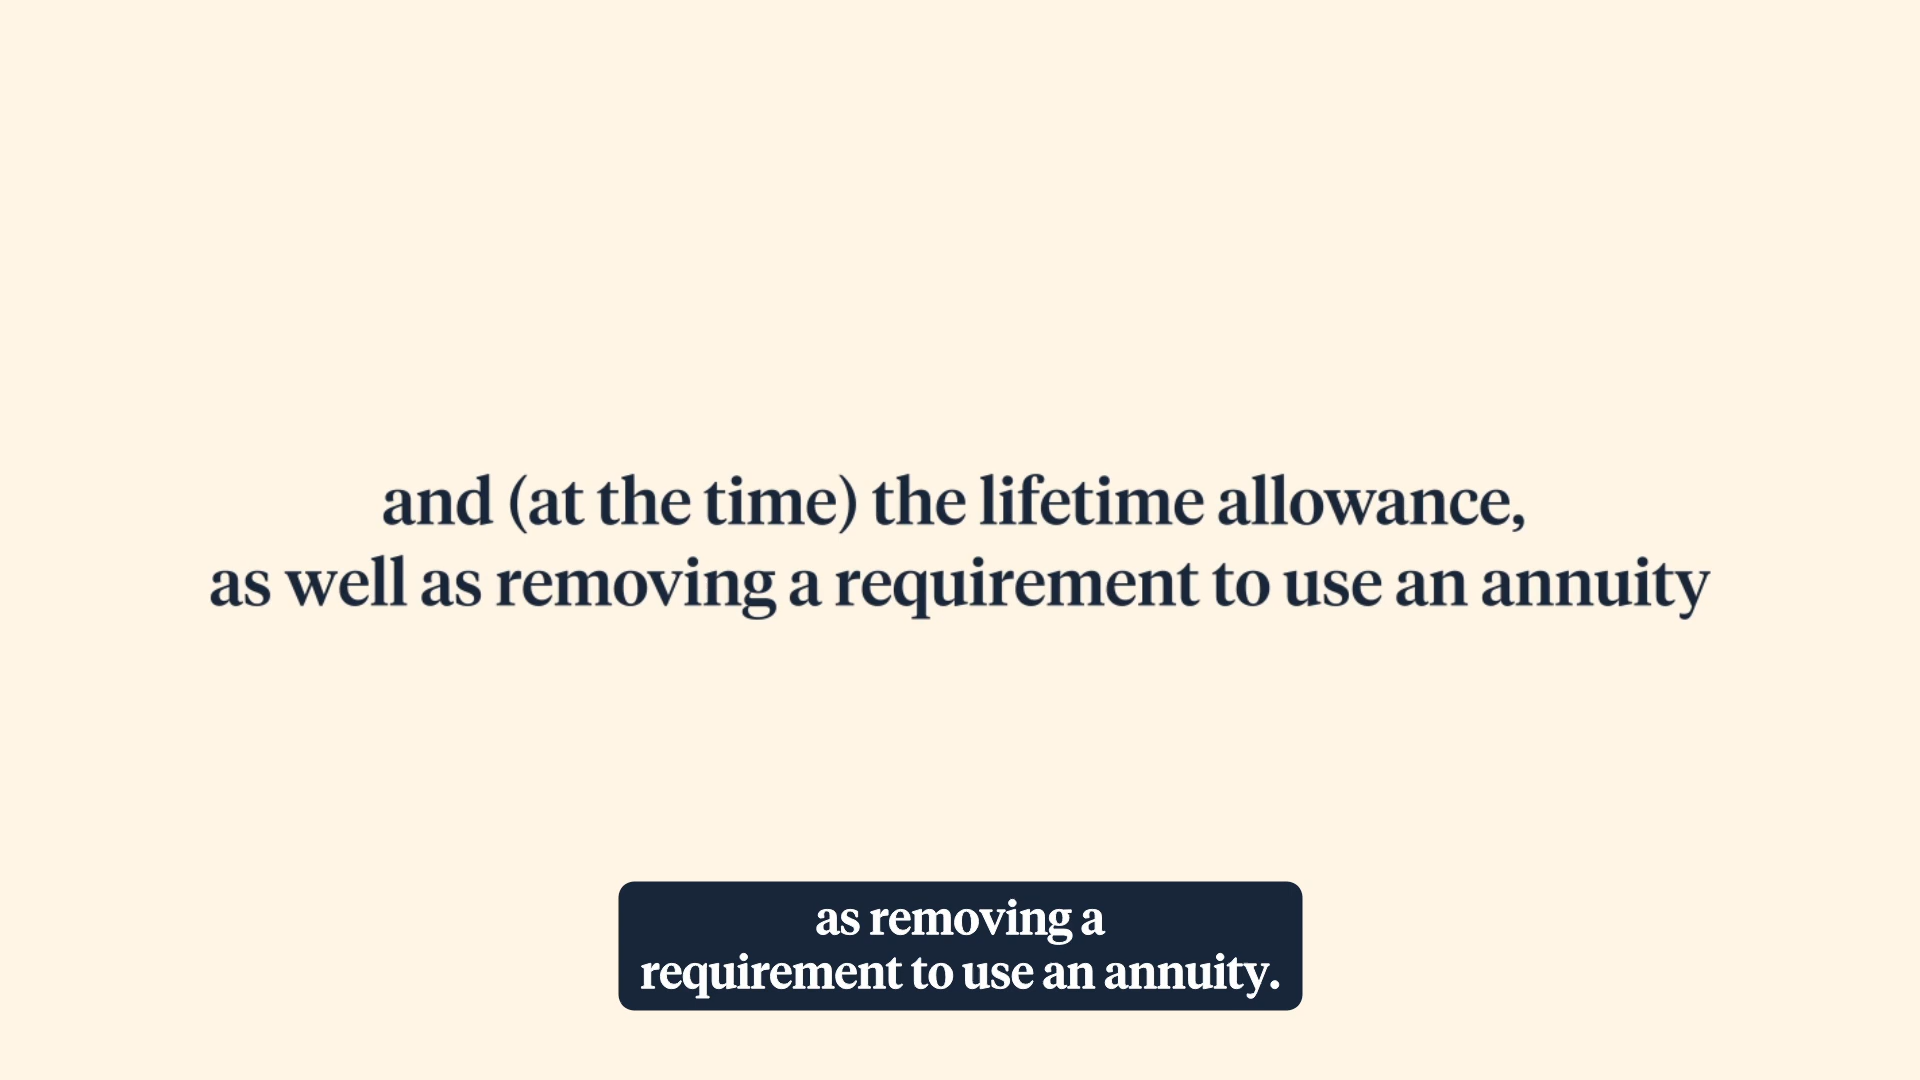 and (at the time) the lifetime allowance,
as well as removing a requirement to use an annuity
as removing a
requirement to use an annuity.